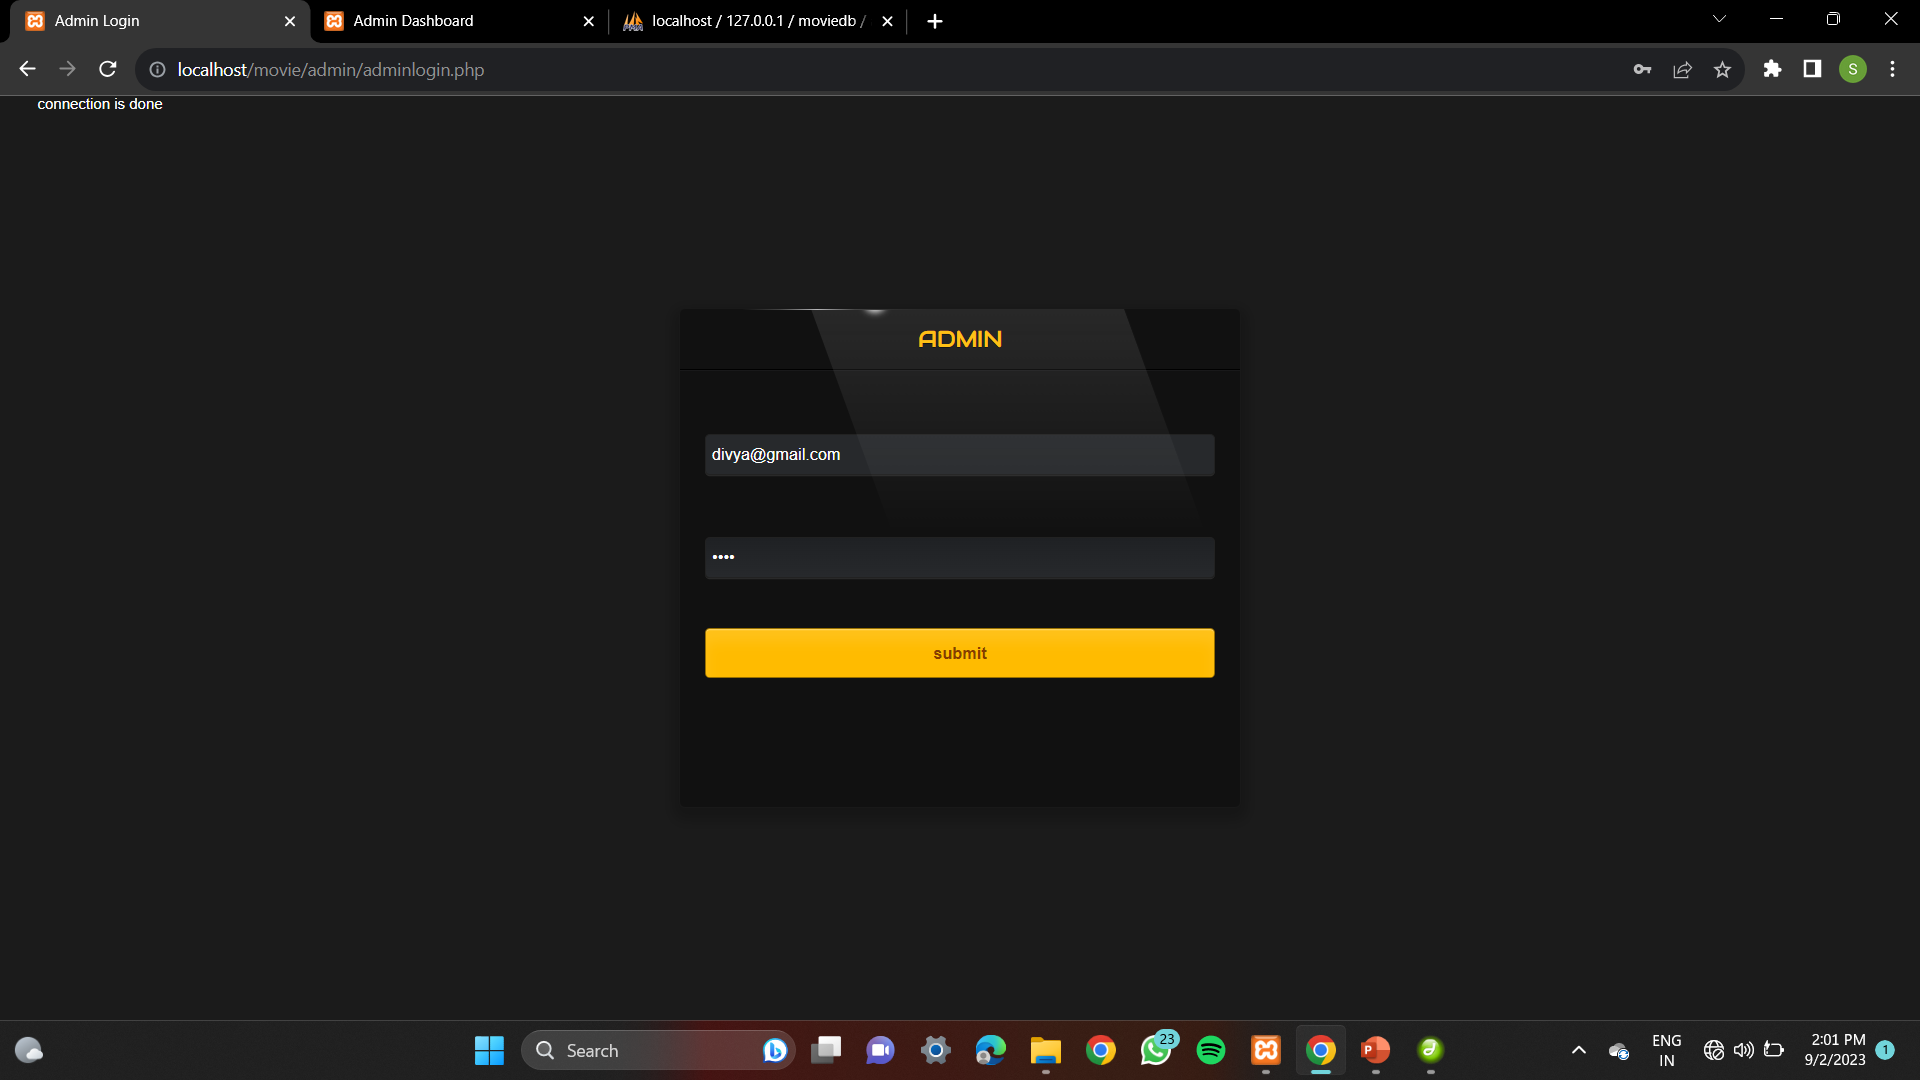 Admin Login
Admin Dashboard
localhost / 127.0.0.1 / moviedb /
localhost/movie/admin/adminlogin.php
S
connection is done
ADMIN
divya@gmail.com
••••
submit
Search
23
P
ENG
IN
2:01 PM
9/2/2023
1